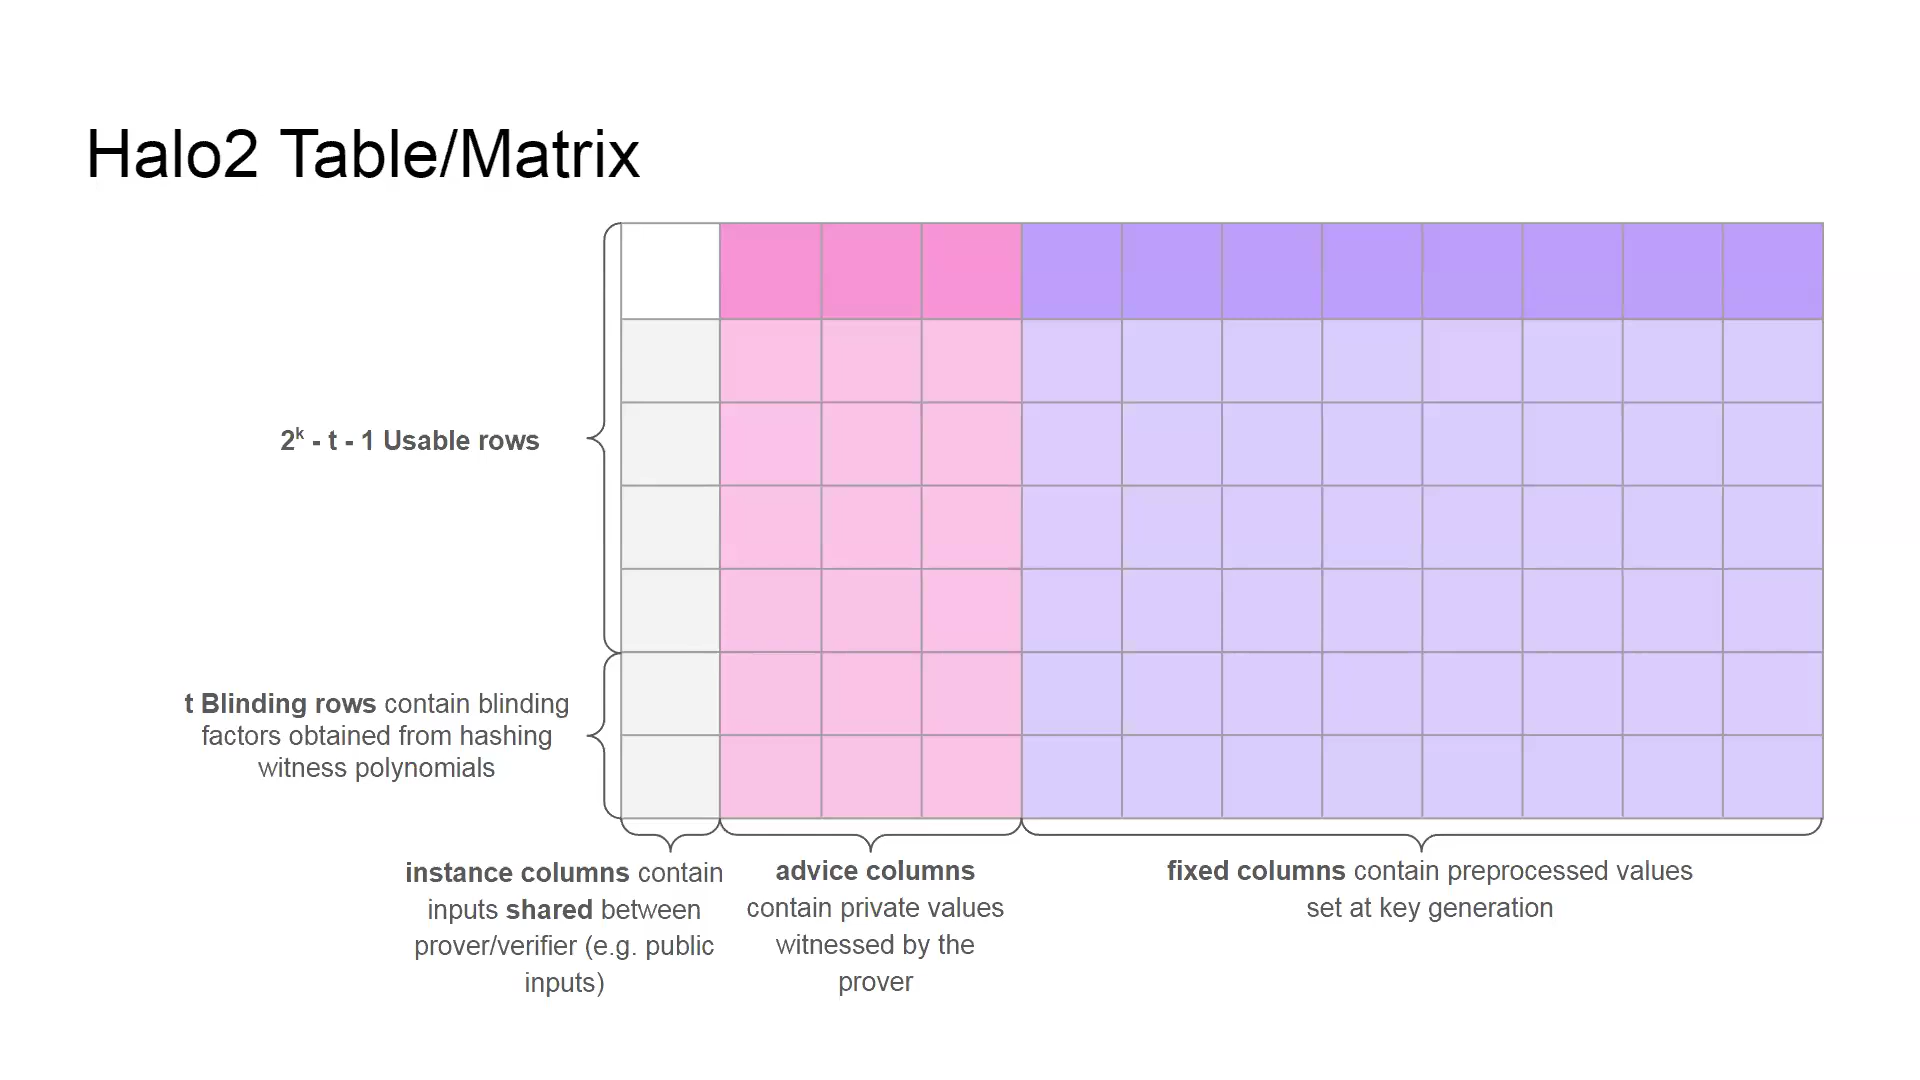 Halo2 Table/Matrix
2ᵏ - t - 1 Usable rows
t Blinding rows contain blinding
factors obtained from hashing
witness polynomials
instance columns contain
inputs shared between
prover/verifier (e.g. public
inputs)
advice columns
contain private values
witnessed by the
prover
fixed columns contain preprocessed values
set at key generation